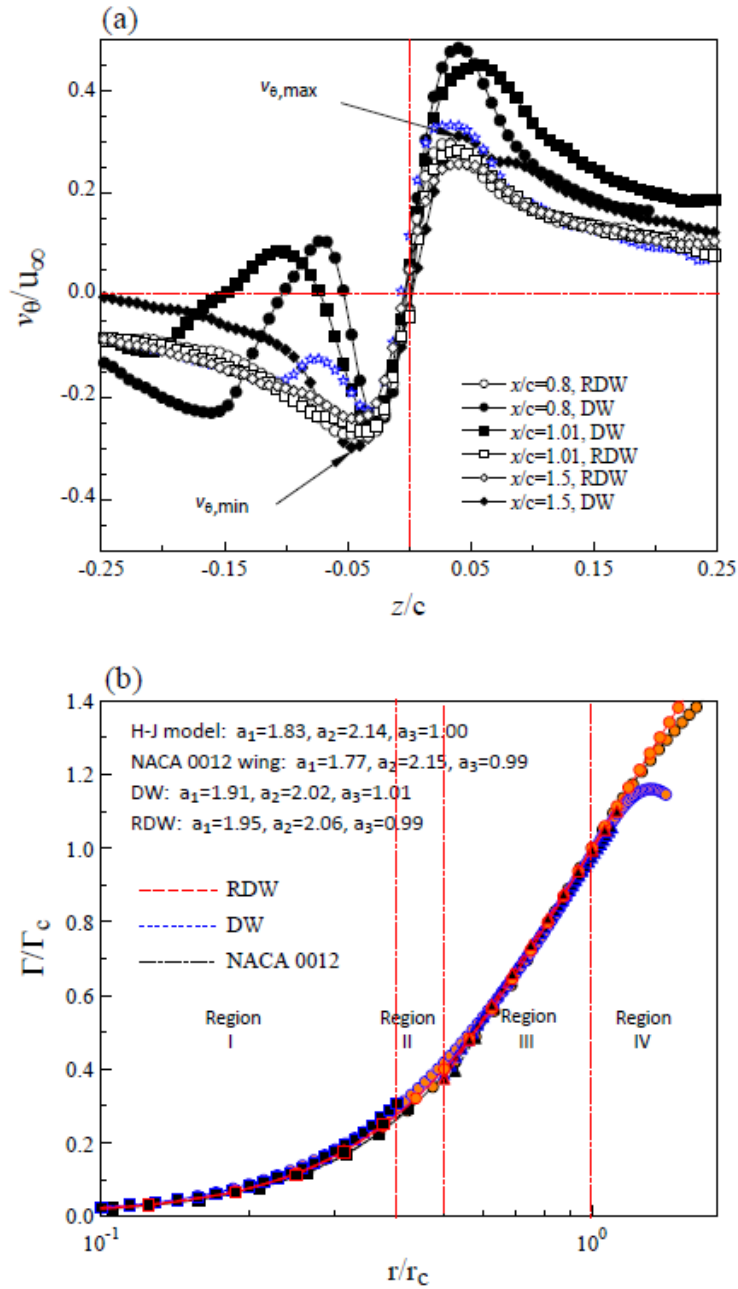 (a)
v_θ/u_∞
0.4
0.2
0.0
-0.2
-0.4
v_θ,max
v_θ,min
x/c=0.8, RDW
x/c=0.8, DW
x/c=1.01, DW
x/c=1.01, RDW
x/c=1.5, RDW
x/c=1.5, DW
-0.25 -0.15 -0.05 0.05 0.15 0.25
z/c
(b)
Γ/Γ_c
1.4
1.2
1.0
0.8
0.6
0.4
0.2
0.0
H-J model: a₁=1.83, a₂=2.14, a₃=1.00
NACA 0012 wing: a₁=1.77, a₂=2.15, a₃=0.99
DW: a₁=1.91, a₂=2.02, a₃=1.01
RDW: a₁=1.95, a₂=2.06, a₃=0.99
RDW
DW
NACA 0012
Region Region Region Region
I II III IV
10⁻¹ 10⁰
r/r_c